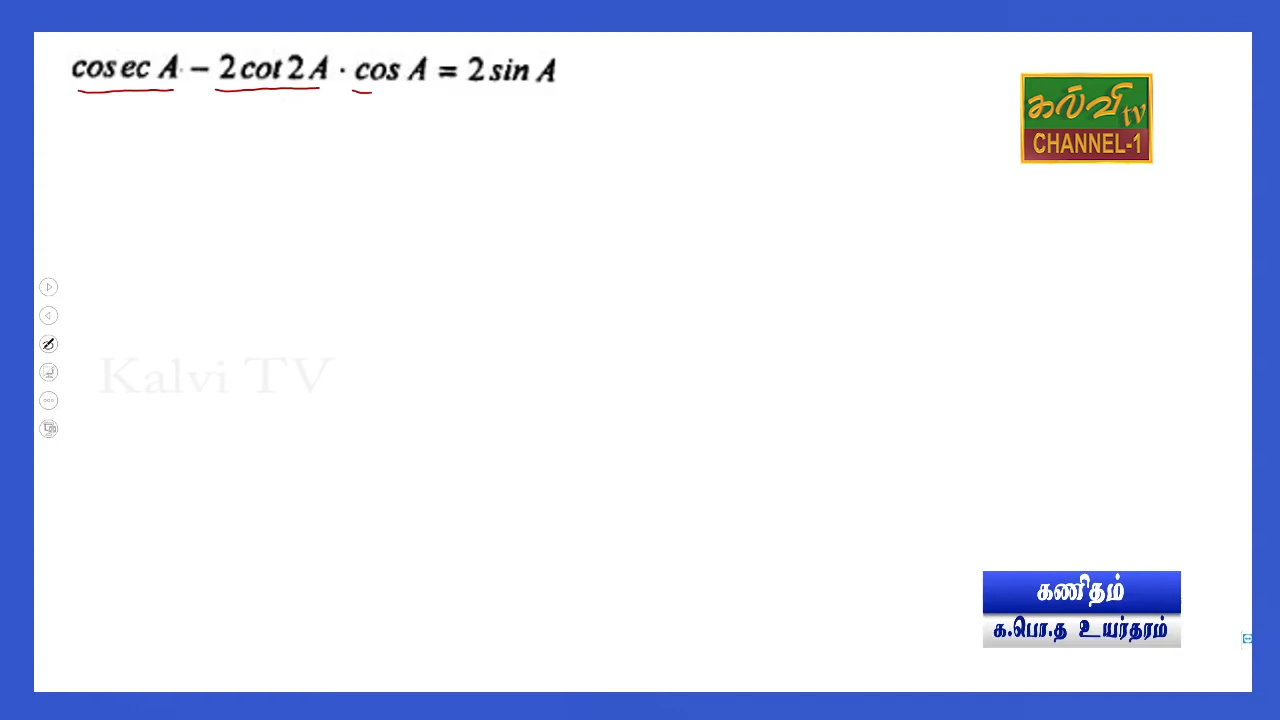 cosec A − 2cot 2A · cos A = 2 sin A
கல்வி tv
CHANNEL-1
Kalvi TV
கணிதம்
க.பொ.த உயர்தரம்